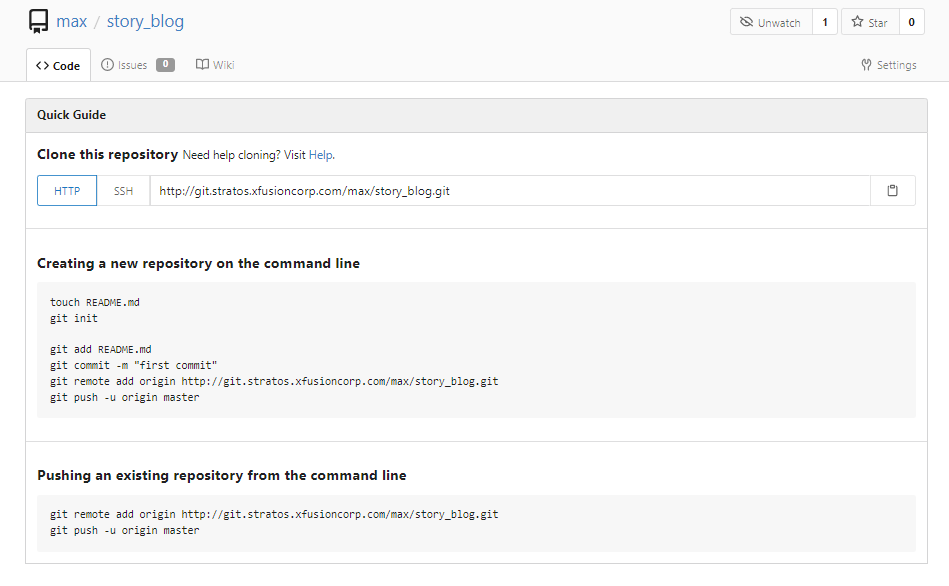 max / story_blog
Unwatch 1 Star 0
Code Issues 0 Wiki Settings
Quick Guide
Clone this repository Need help cloning? Visit Help.
HTTP SSH http://git.stratos.xfusioncorp.com/max/story_blog.git
Creating a new repository on the command line
touch README.md
git init
git add README.md
git commit -m "first commit"
git remote add origin http://git.stratos.xfusioncorp.com/max/story_blog.git
git push -u origin master
Pushing an existing repository from the command line
git remote add origin http://git.stratos.xfusioncorp.com/max/story_blog.git
git push -u origin master